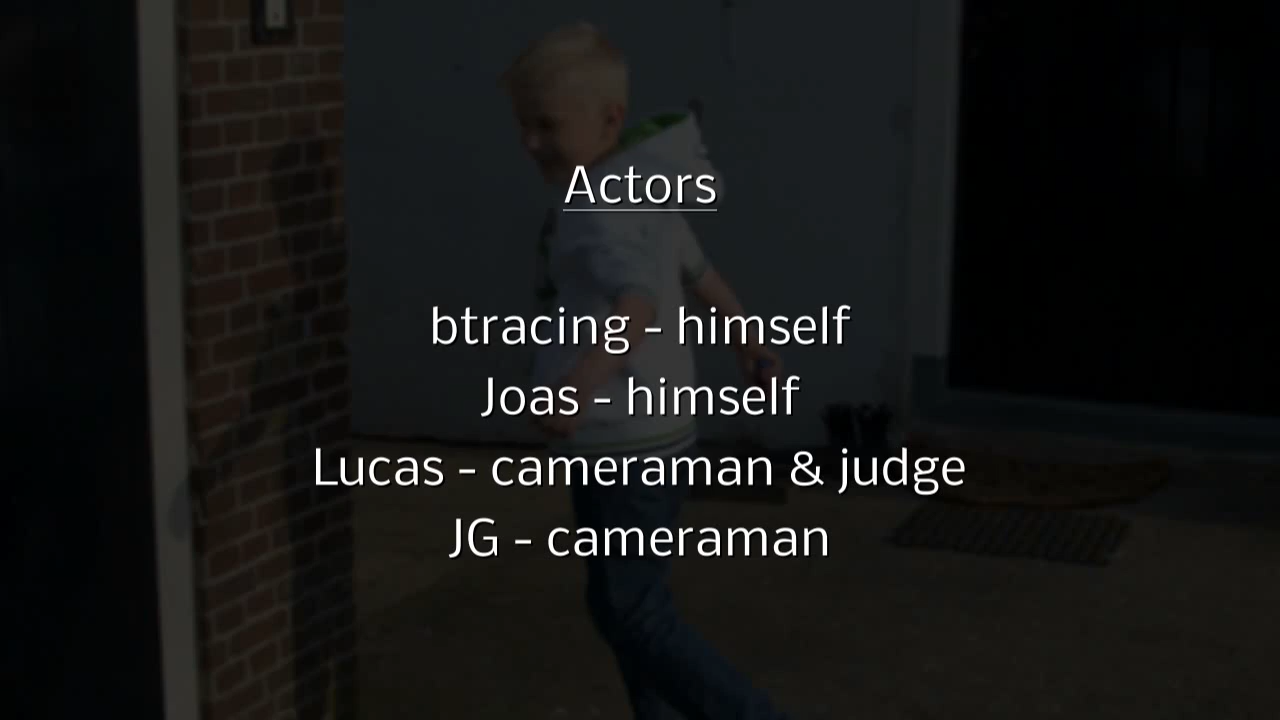 Actors
btracing - himself
Joas - himself
Lucas - cameraman & judge
JG - cameraman